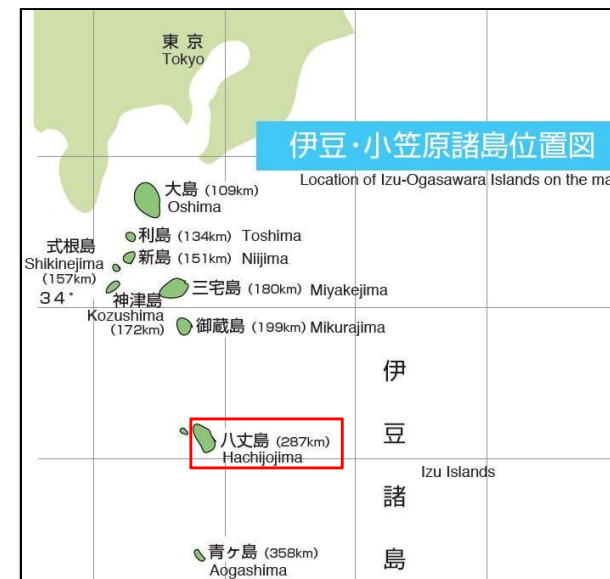 東京
Tokyo
伊豆・小笠原諸島位置図
Location of Izu-Ogasawara Islands on the ma
大島 (109km)
Oshima
利島 (134km) Toshima
新島 (151km) Niijima
式根島
Shikinejima
(157km)
34°
三宅島 (180km) Miyakejima
神津島
Kozushima
(172km)
御蔵島 (199km) Mikurajima
八丈島 (287km)
Hachijojima
青ヶ島 (358km)
Aogashima
伊
豆
諸
島
Izu Islands